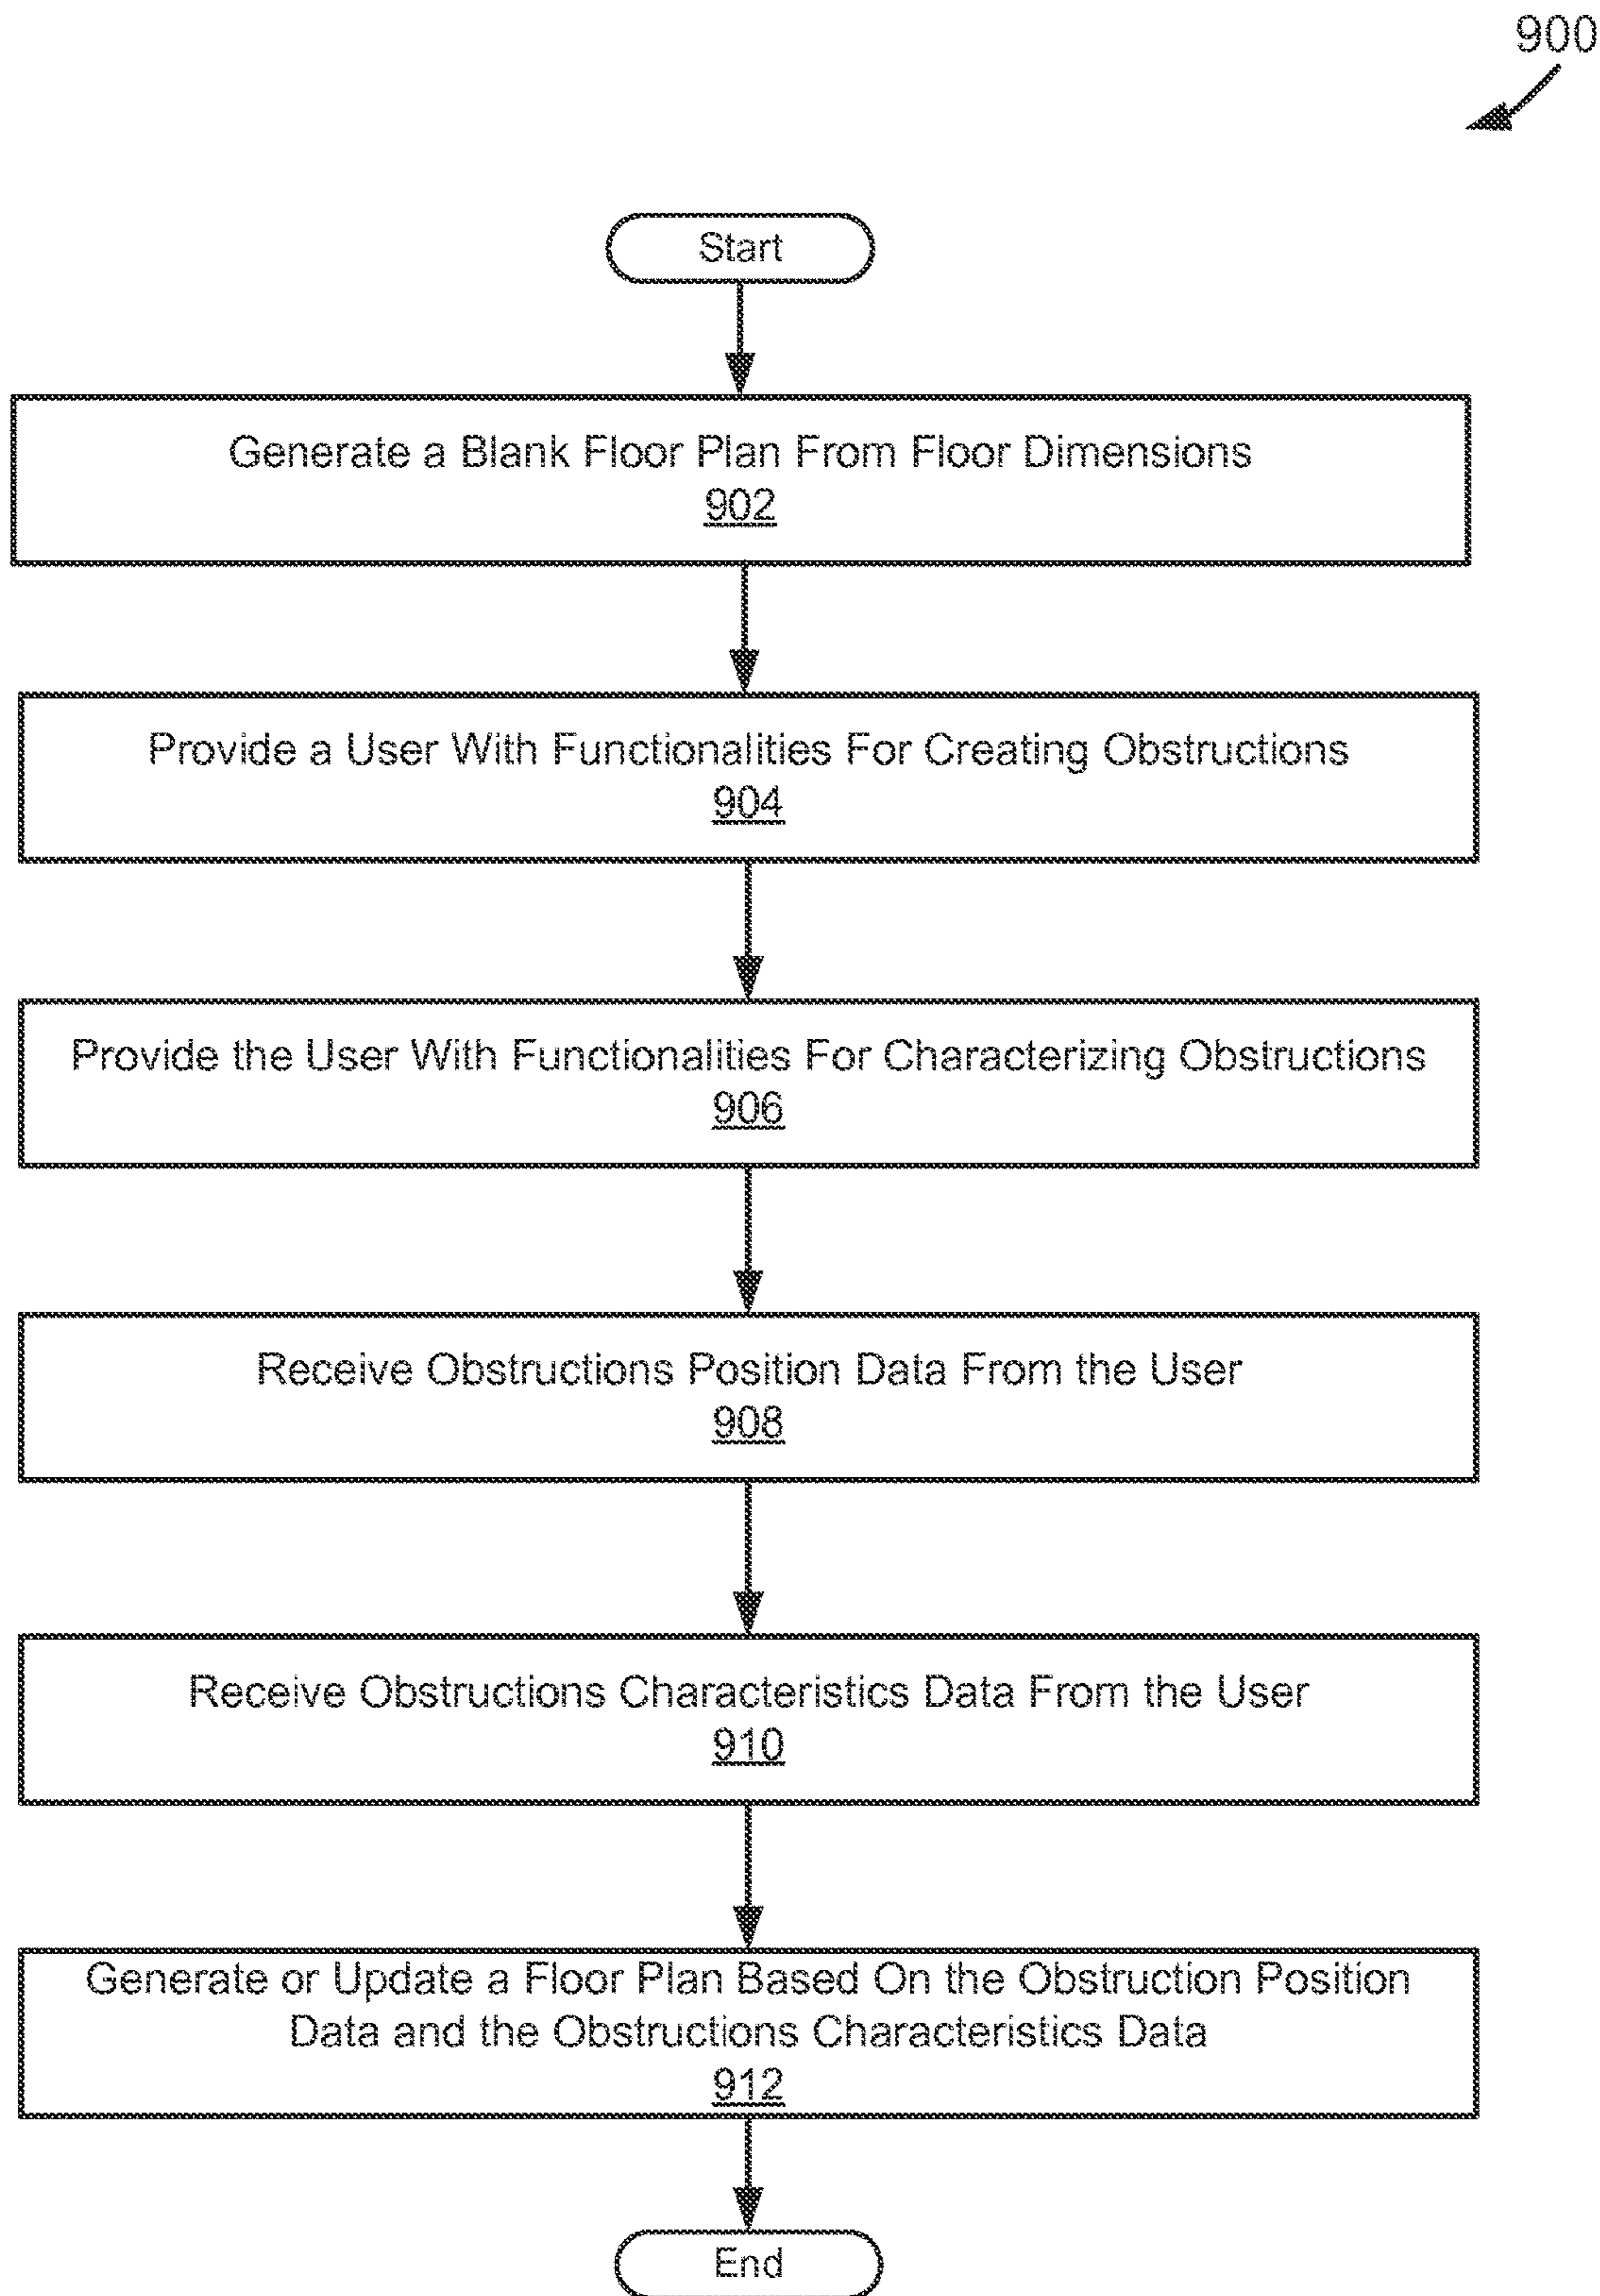 900
Start
Generate a Blank Floor Plan From Floor Dimensions
902
Provide a User With Functionalities For Creating Obstructions
904
Provide the User With Functionalities For Characterizing Obstructions
906
Receive Obstructions Position Data From the User
908
Receive Obstructions Characteristics Data From the User
910
Generate or Update a Floor Plan Based On the Obstruction Position
Data and the Obstructions Characteristics Data
912
End